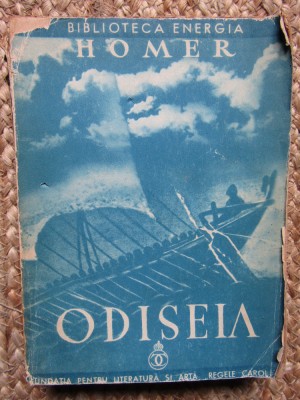 BIBLIOTECA ENERGIA
HOMER
ODISEIA
FUNDAȚIA PENTRU LITERATURĂ ȘI ARTĂ REGELE CAROL